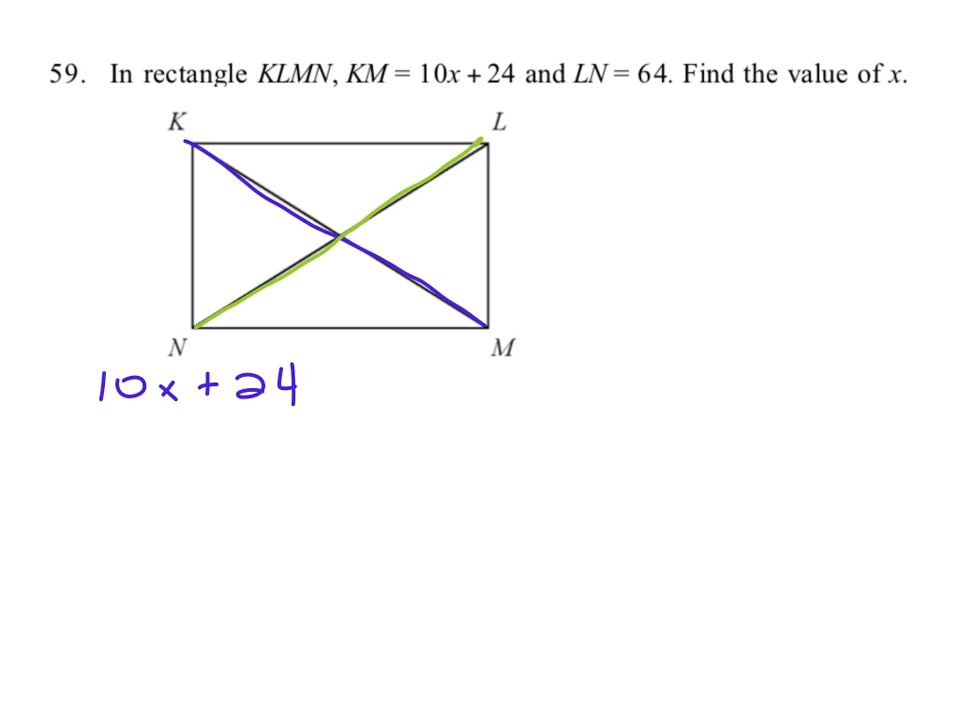 59. In rectangle KLMN, KM = 10x + 24 and LN = 64. Find the value of x.
K L
N M
10x + 24